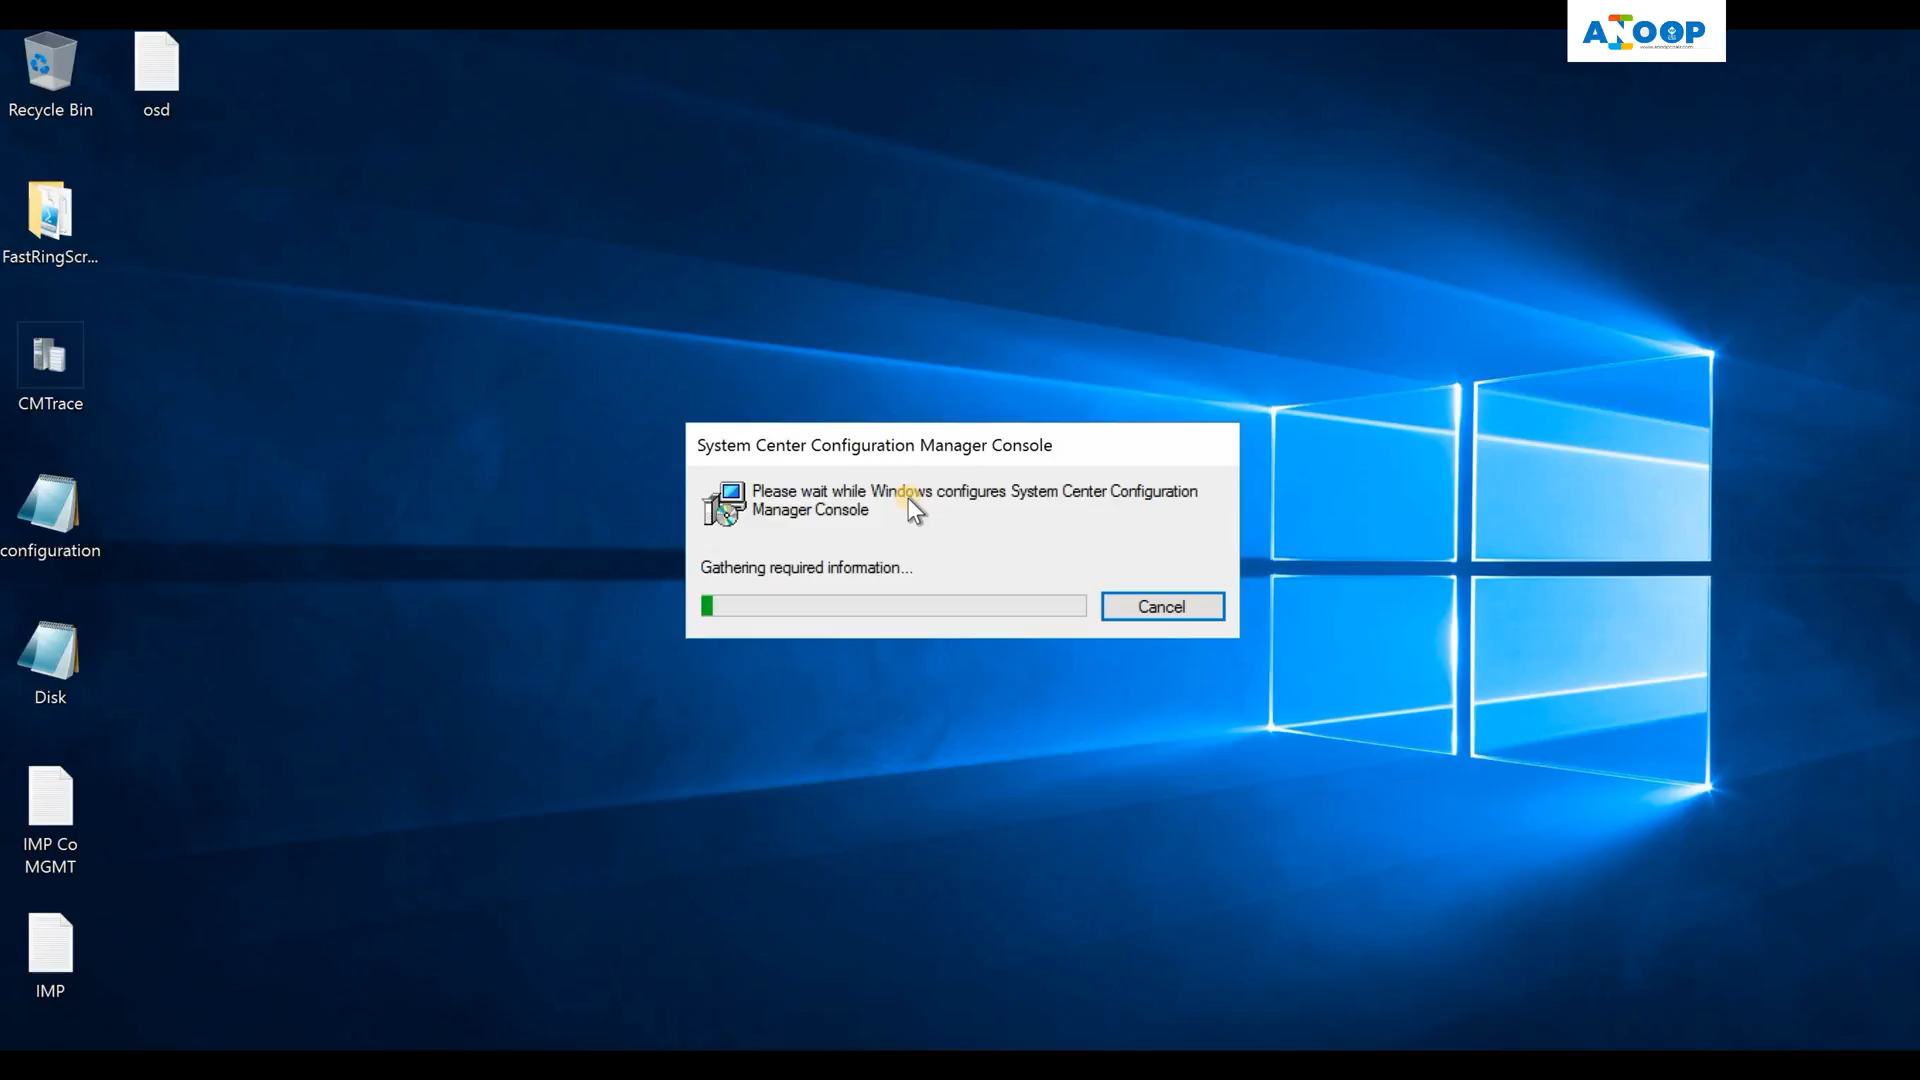 ANOOP
Recycle Bin
osd
FastRingScr...
CMTrace
configuration
Disk
IMP Co
MGMT
IMP
System Center Configuration Manager Console
Please wait while Windows configures System Center Configuration
Manager Console
Gathering required information...
Cancel